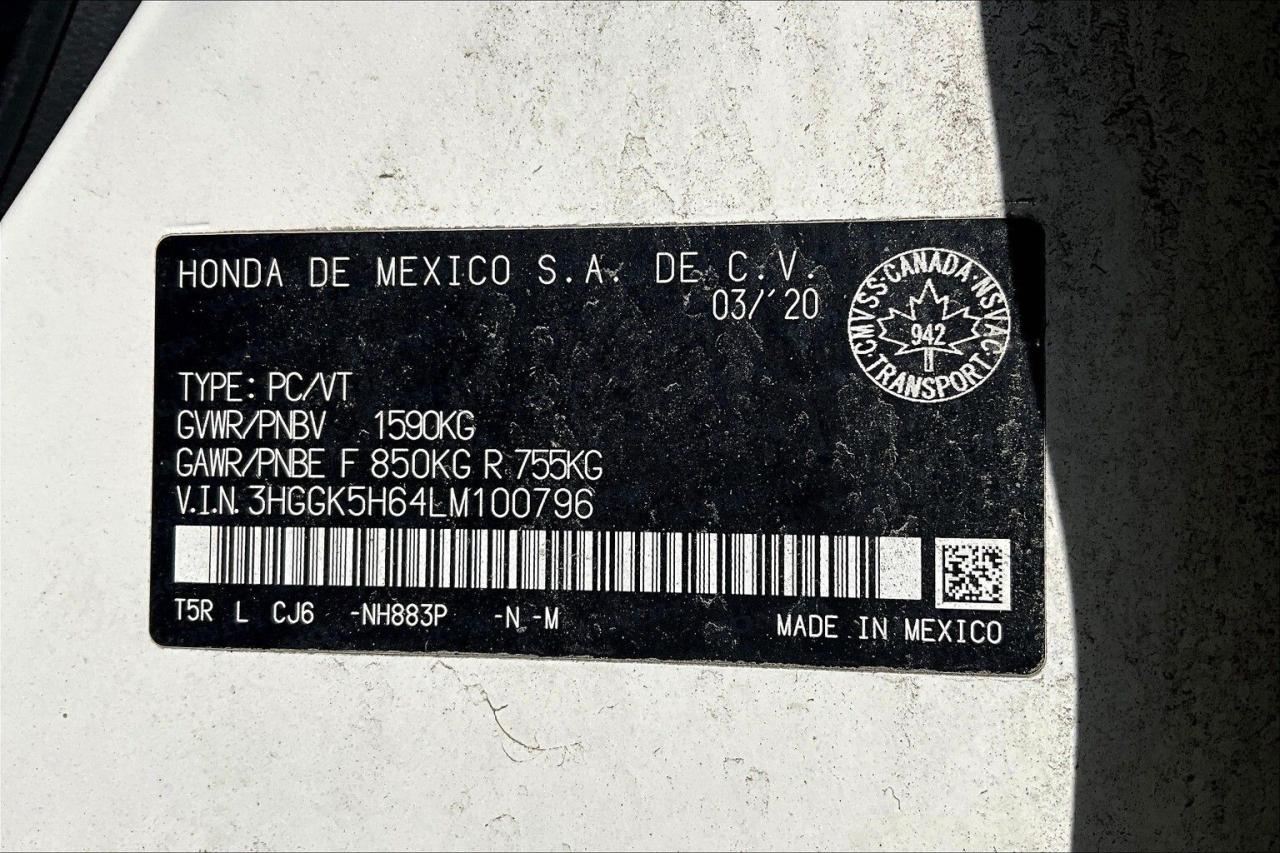 HONDA DE MEXICO S.A. DE C.V.
03/'20
CMVSS·CANADA·NSVAC·TRANSPORT·
942
TYPE: PC/VT
GVWR/PNBV 1590KG
GAWR/PNBE F 850KG R 755KG
V.I.N. 3HGGK5H64LM100796
T5R L CJ6 -NH883P -N -M
MADE IN MEXICO